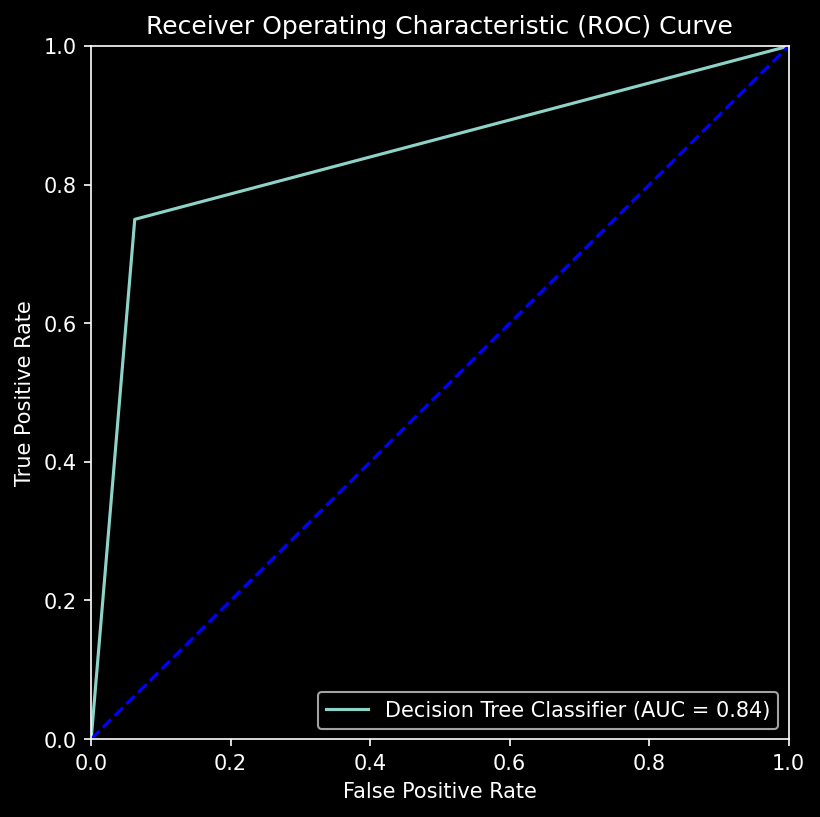 Receiver Operating Characteristic (ROC) Curve
1.0
0.8
0.6
0.4
0.2
0.0
True Positive Rate
Decision Tree Classifier (AUC = 0.84)
0.0 0.2 0.4 0.6 0.8 1.0
False Positive Rate